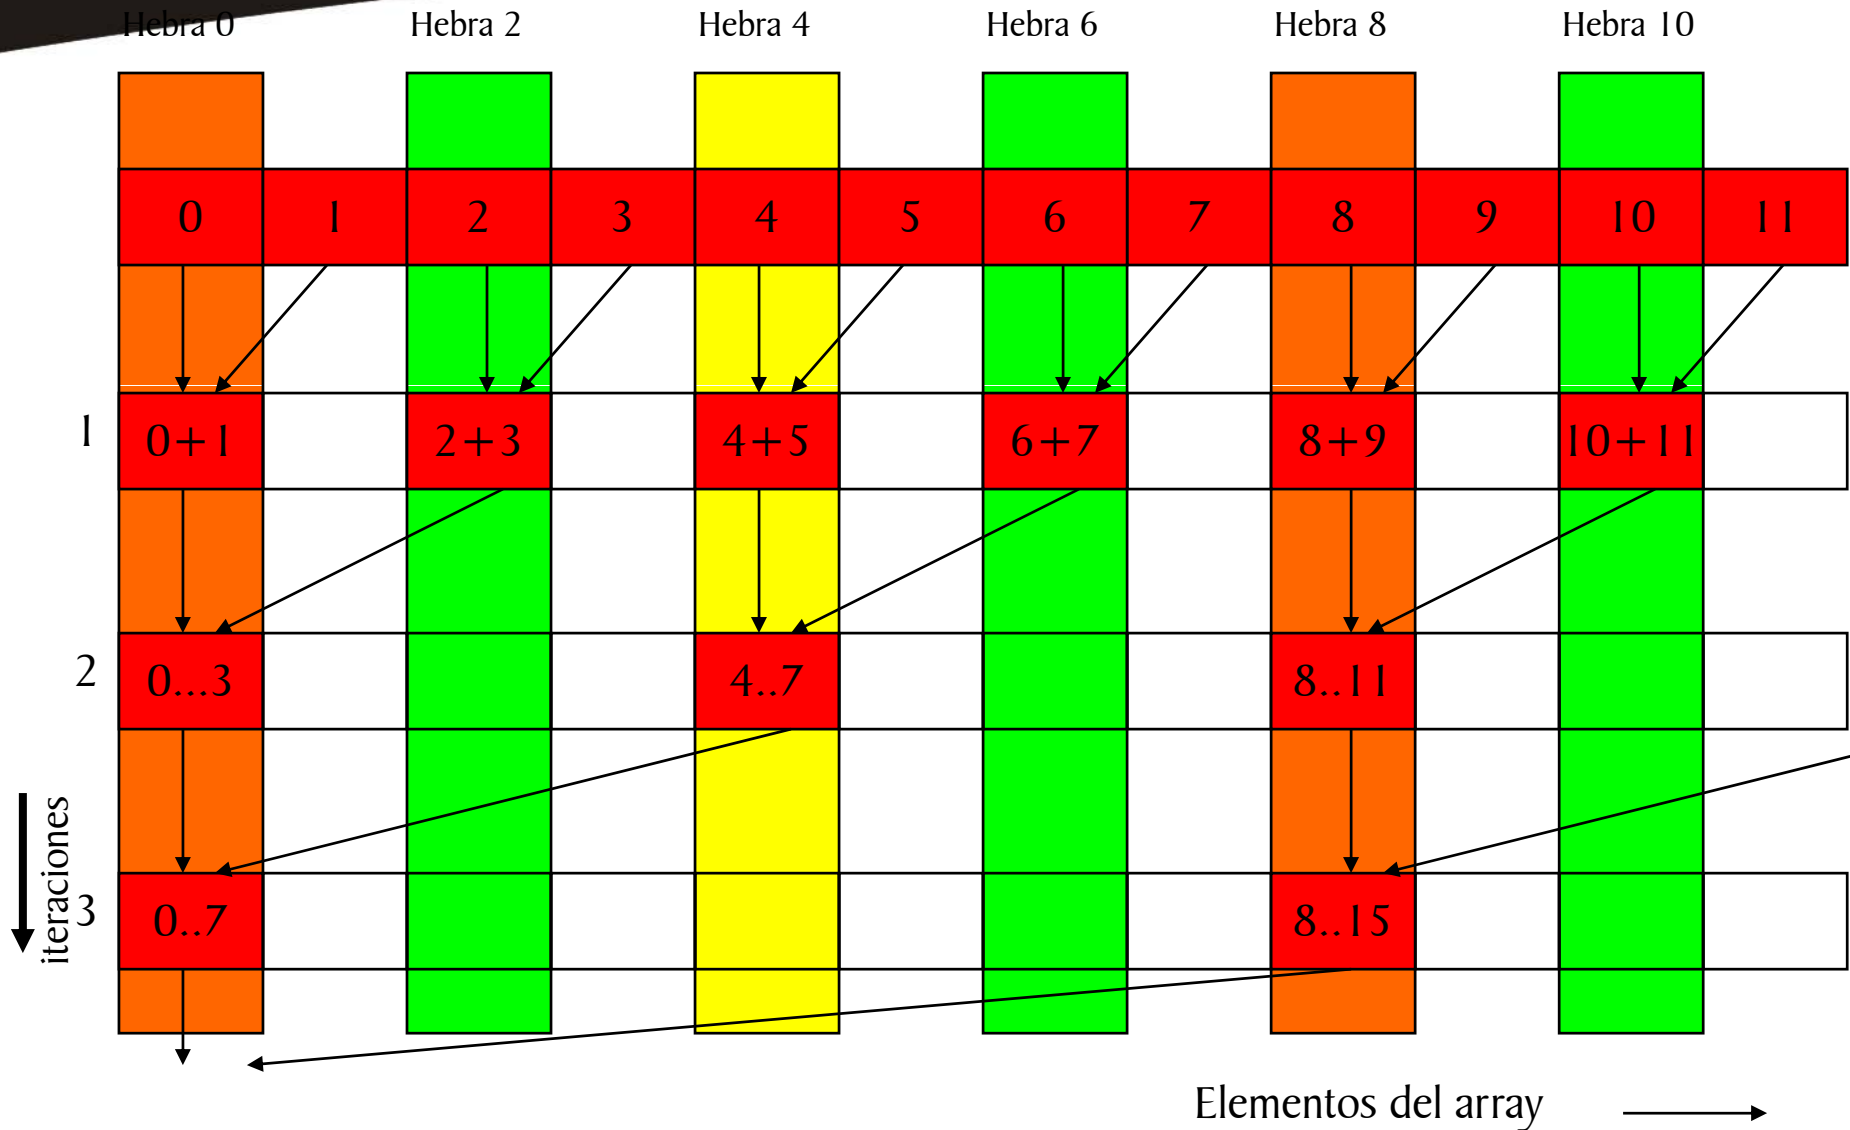 Hebra 0 Hebra 2 Hebra 4 Hebra 6 Hebra 8 Hebra 10
0 1 2 3 4 5 6 7 8 9 10 11
1 0+1 2+3 4+5 6+7 8+9 10+11
2 0...3 4..7 8..11
iteraciones
3 0..7 8..15
Elementos del array